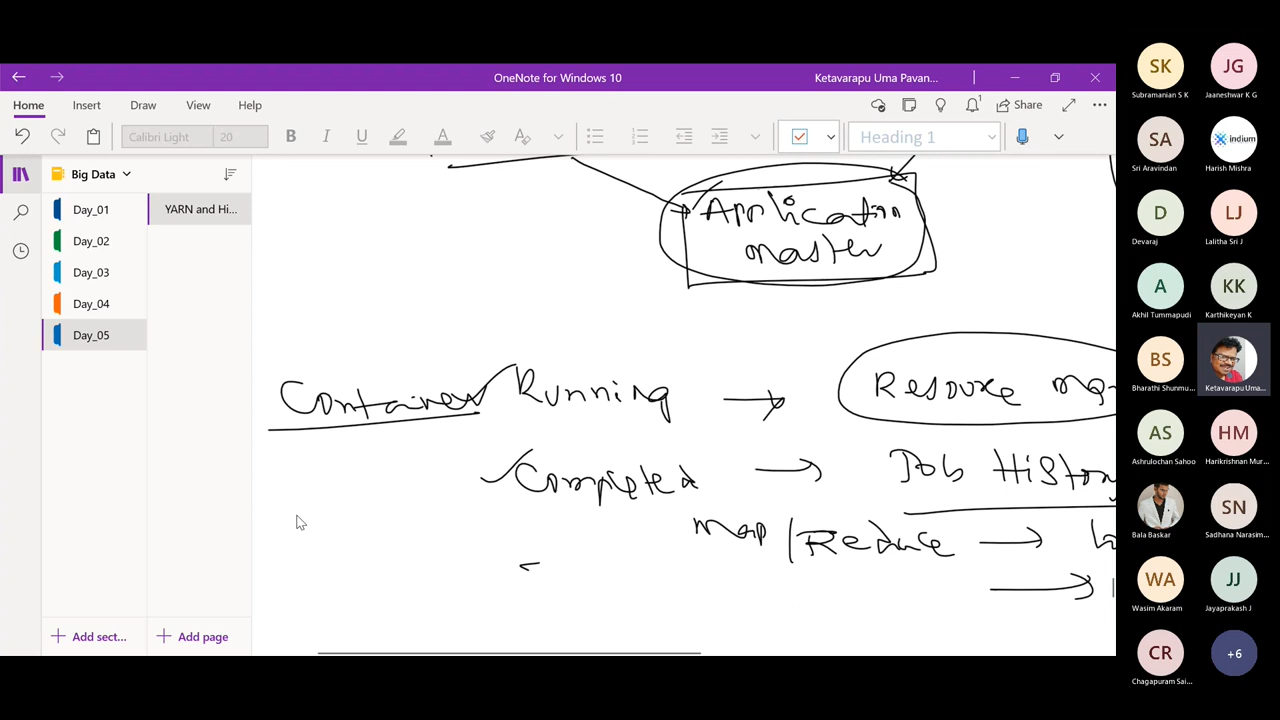 OneNote for Windows 10
Ketavarapu Uma Pavan...
Home
Insert
Draw
View
Help
Share
Calibri Light
20
B
I
U
A
Heading 1
Big Data
Day_01
Day_02
Day_03
Day_04
Day_05
YARN and Hi...
Add sect...
Add page
Application
master
Container Running → Resource
Completed → Job History
Map / Reduce →
SK
Subramanian S K
JG
Jaaneshwar K G
SA
Sri Aravindan
indium
Harish Mishra
D
Devaraj
LJ
Lalitha Sri J
A
Akhil Tummapudi
KK
Karthikeyan K
BS
Bharathi Shunmu...
Ketavarapu Uma...
AS
Ashrulochan Sahoo
HM
Harikrishnan Mur...
Bala Baskar
SN
Sadhana Narasim...
WA
Wasim Akaram
JJ
Jayaprakash J
CR
Chagapuram Sai...
+6